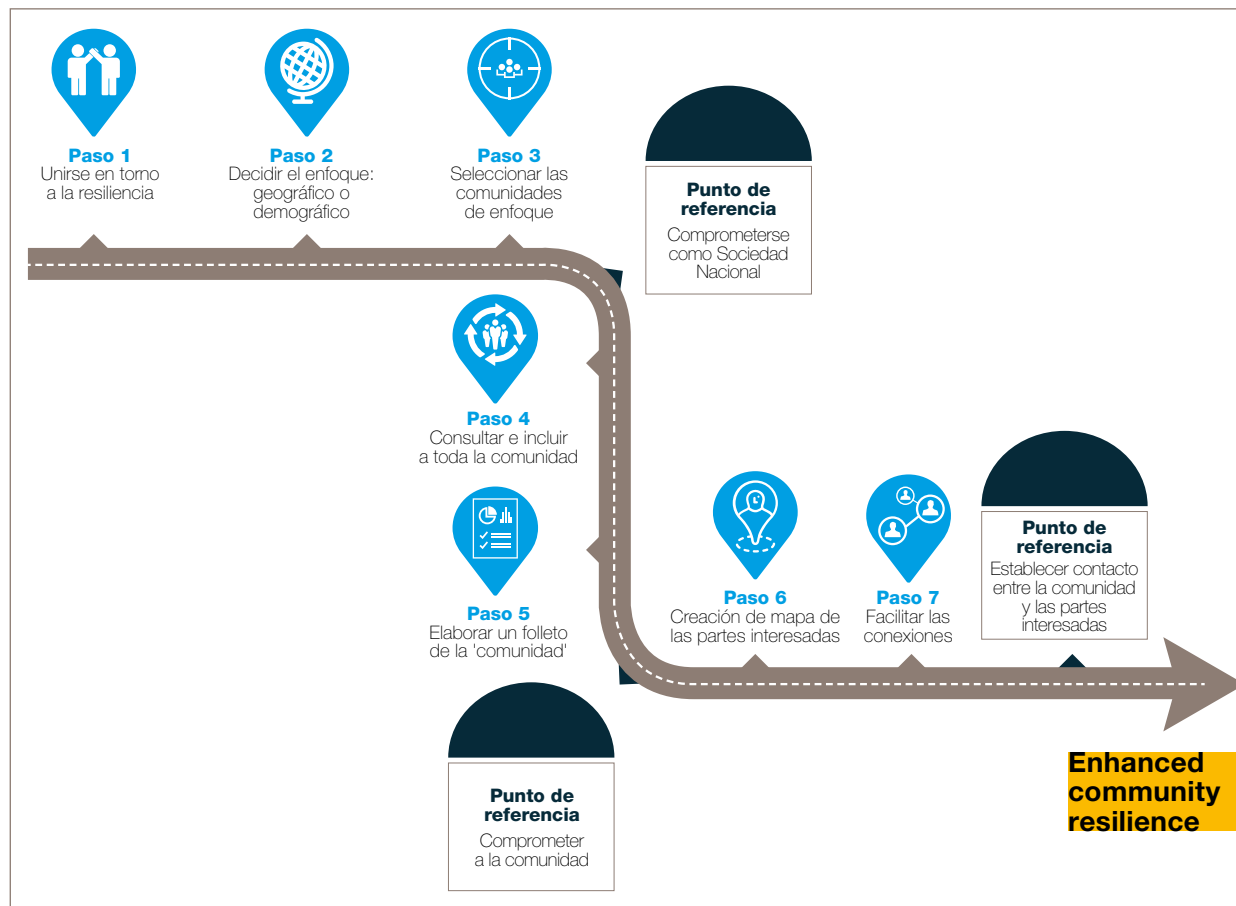 Paso 1
Unirse en torno
a la resiliencia
Paso 2
Decidir el enfoque:
geográfico o
demográfico
Paso 3
Seleccionar las
comunidades
de enfoque
Punto de
referencia
Comprometerse
como Sociedad
Nacional
Paso 4
Consultar e incluir
a toda la comunidad
Paso 5
Elaborar un folleto
de la 'comunidad'
Punto de
referencia
Comprometer
a la comunidad
Paso 6
Creación de mapa de
las partes interesadas
Paso 7
Facilitar las
conexiones
Punto de
referencia
Establecer contacto
entre la comunidad
y las partes
interesadas
Enhanced
community
resilience